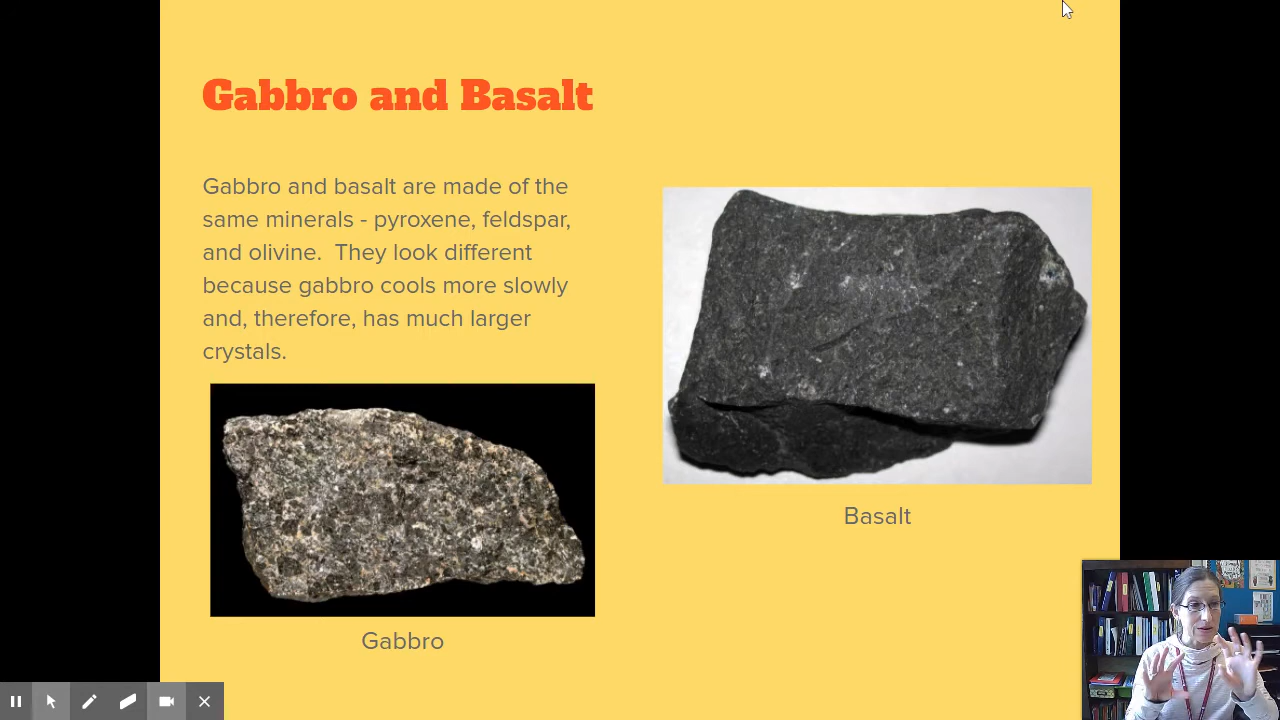 Gabbro and Basalt
Gabbro and basalt are made of the
same minerals - pyroxene, feldspar,
and olivine.  They look different
because gabbro cools more slowly
and, therefore, has much larger
crystals.
Basalt
Gabbro